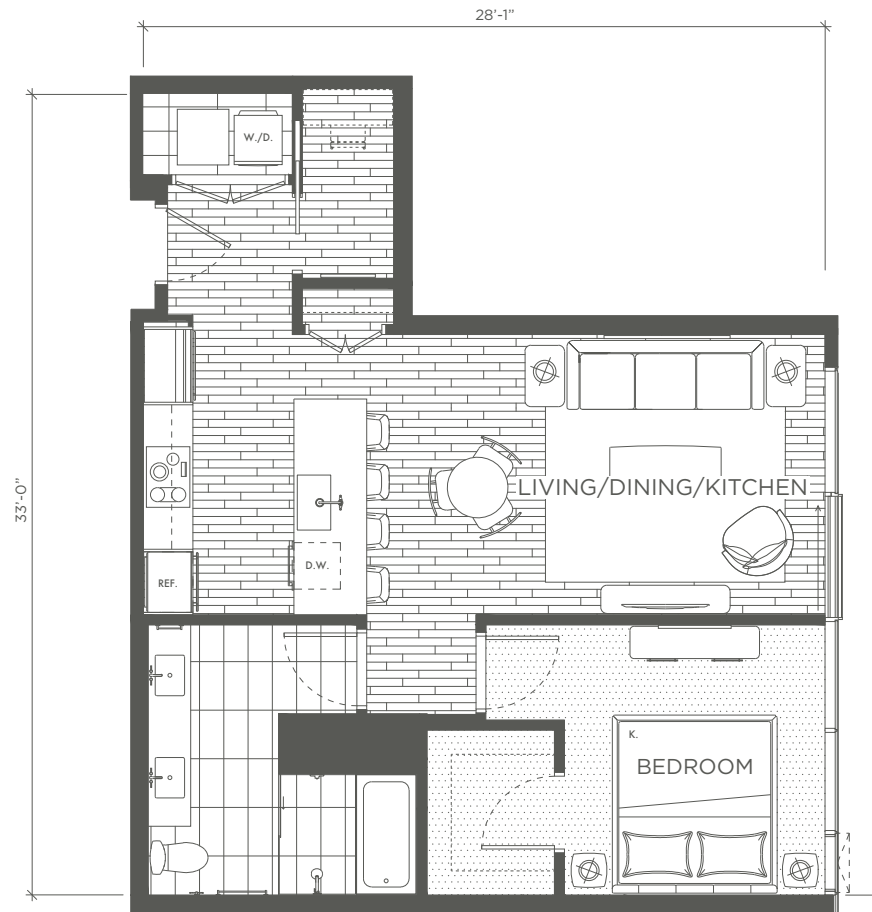 28'-1"
W./D.
33'-0"
LIVING/DINING/KITCHEN
D.W.
REF.
K.
BEDROOM